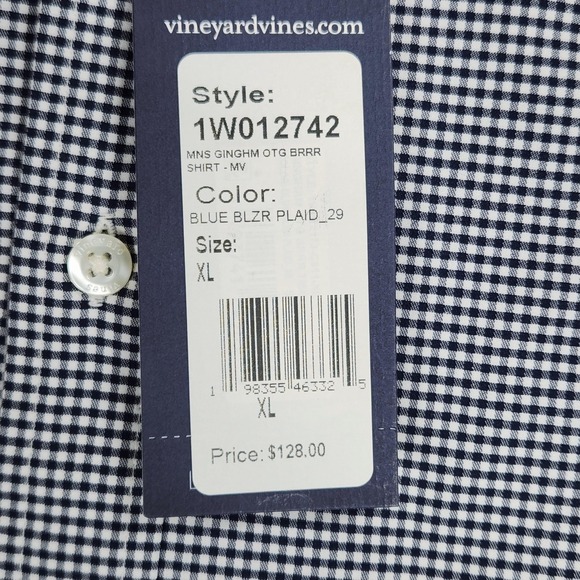 vineyardvines.com
Style:
1W012742
MNS GINGHM OTG BRRR
SHIRT - MV
Color:
BLUE BLZR PLAID_29
Size:
XL
1 98355 46332 5
XL
Price: $128.00